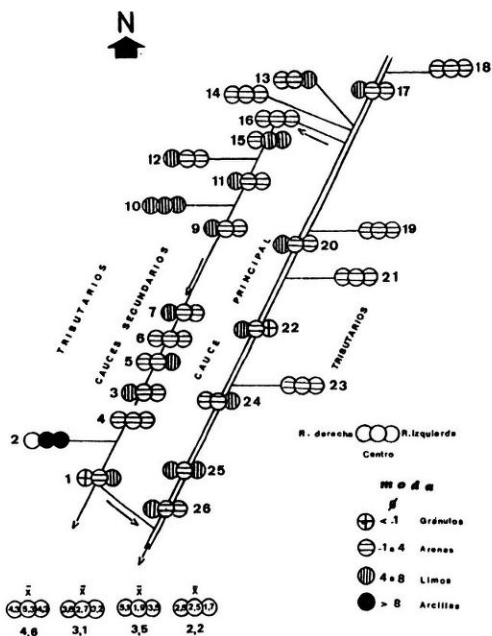 N
18
13
17
14
16
15
12
11
10
19
9
20
21
TRIBUTARIOS
CAUCES SECUNDARIOS
CAUCE PRINCIPAL
TRIBUTARIOS
7
22
6
5
3
23
24
4
2
R. derecha R. Izquierda
Centro
1
25
26
moda
ø
< -1 Gránulos
-1 a 4 Arenas
4 a 8 Limos
> 8 Arcillas
x̄ x̄ x̄ x̄
4,6 3,1 3,5 2,2